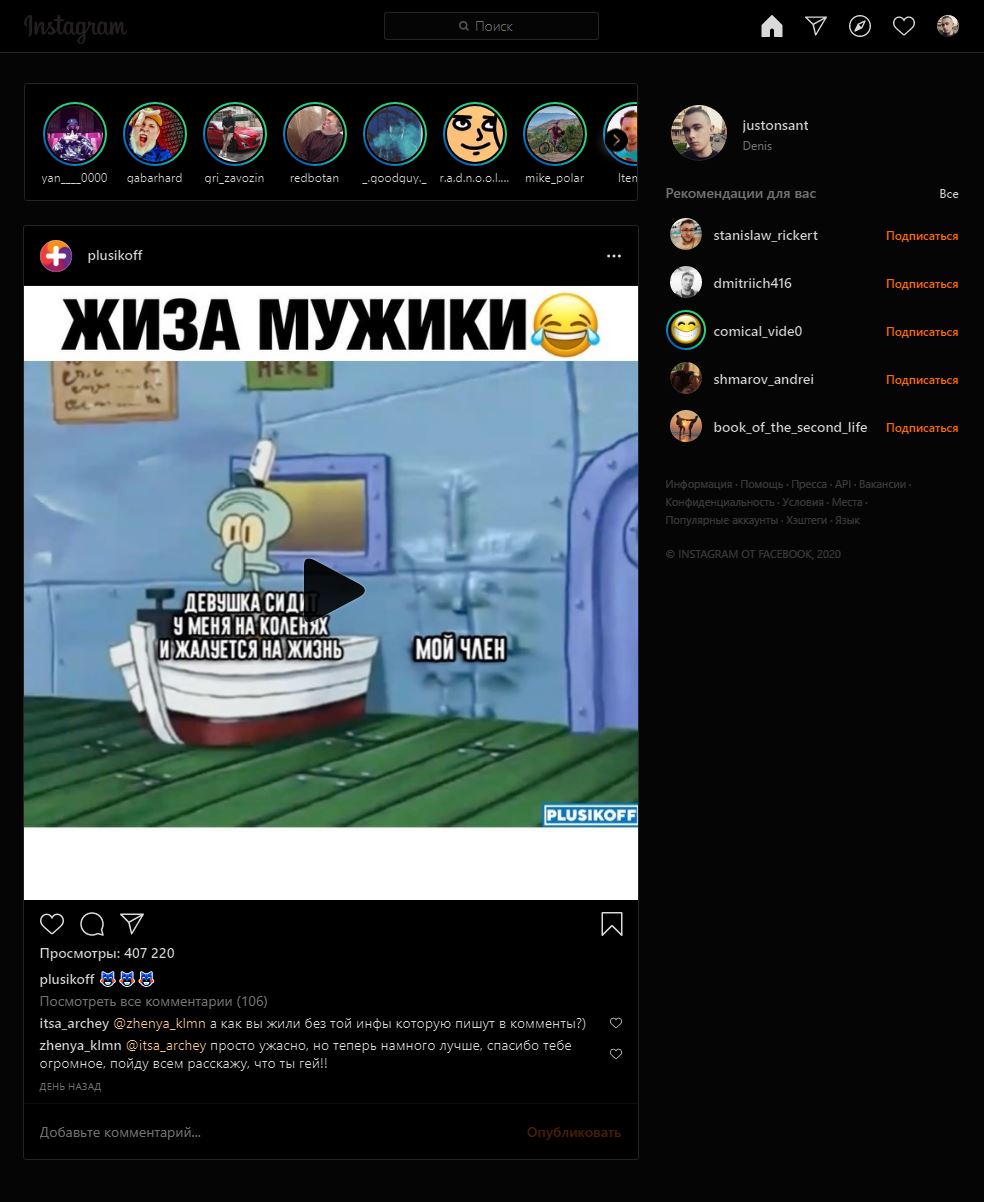 Instagram
Поиск
yan____0000
gabarhard
gri_zavozin
redbotan
_.goodguy._
r.a.d.n.o.o.l....
mike_polar
justonsant
Denis
Рекомендации для вас
Все
stanislaw_rickert
Подписаться
dmitriich416
Подписаться
comical_vide0
Подписаться
shmarov_andrei
Подписаться
book_of_the_second_life
Подписаться
Информация · Помощь · Пресса · API · Вакансии ·
Конфиденциальность · Условия · Места ·
Популярные аккаунты · Хэштеги · Язык
© INSTAGRAM ОТ FACEBOOK, 2020
plusikoff
ЖИЗА МУЖИКИ😂
HERE
ДЕВУШКА СИДИТ
У МЕНЯ НА КОЛЕНЯХ
И ЖАЛУЕТСЯ НА ЖИЗНЬ
МОЙ ЧЛЕН
PLUSIKOFF
Просмотры: 407 220
plusikoff
Посмотреть все комментарии (106)
itsa_archey @zhenya_klmn а как вы жили без той инфы которую пишут в комменты?)
zhenya_klmn @itsa_archey просто ужасно, но теперь намного лучше, спасибо тебе
огромное, пойду всем расскажу, что ты гей!!
ДЕНЬ НАЗАД
Добавьте комментарий...
Опубликовать